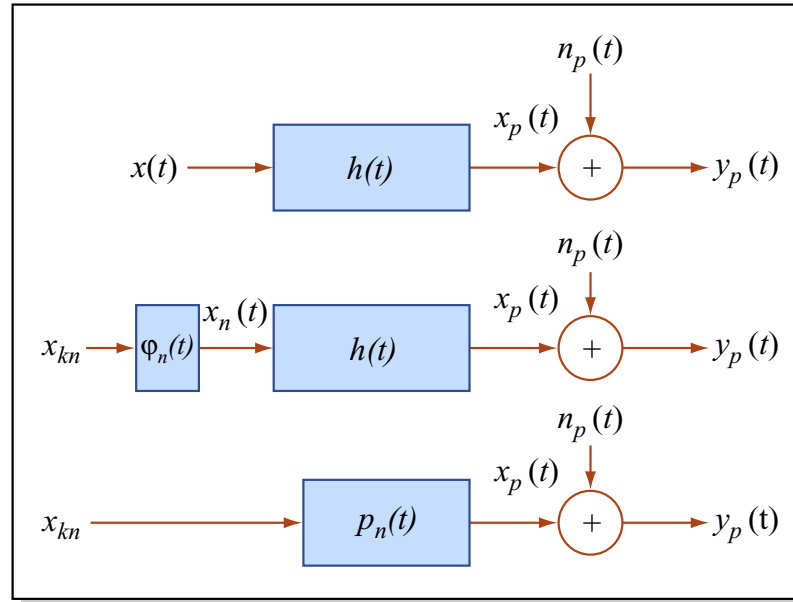 n_p (t)
x_p (t)
x(t)
h(t)
+
y_p (t)
n_p (t)
x_n (t)
x_p (t)
x_kn
φ_n(t)
h(t)
+
y_p (t)
n_p (t)
x_p (t)
x_kn
p_n(t)
+
y_p (t)